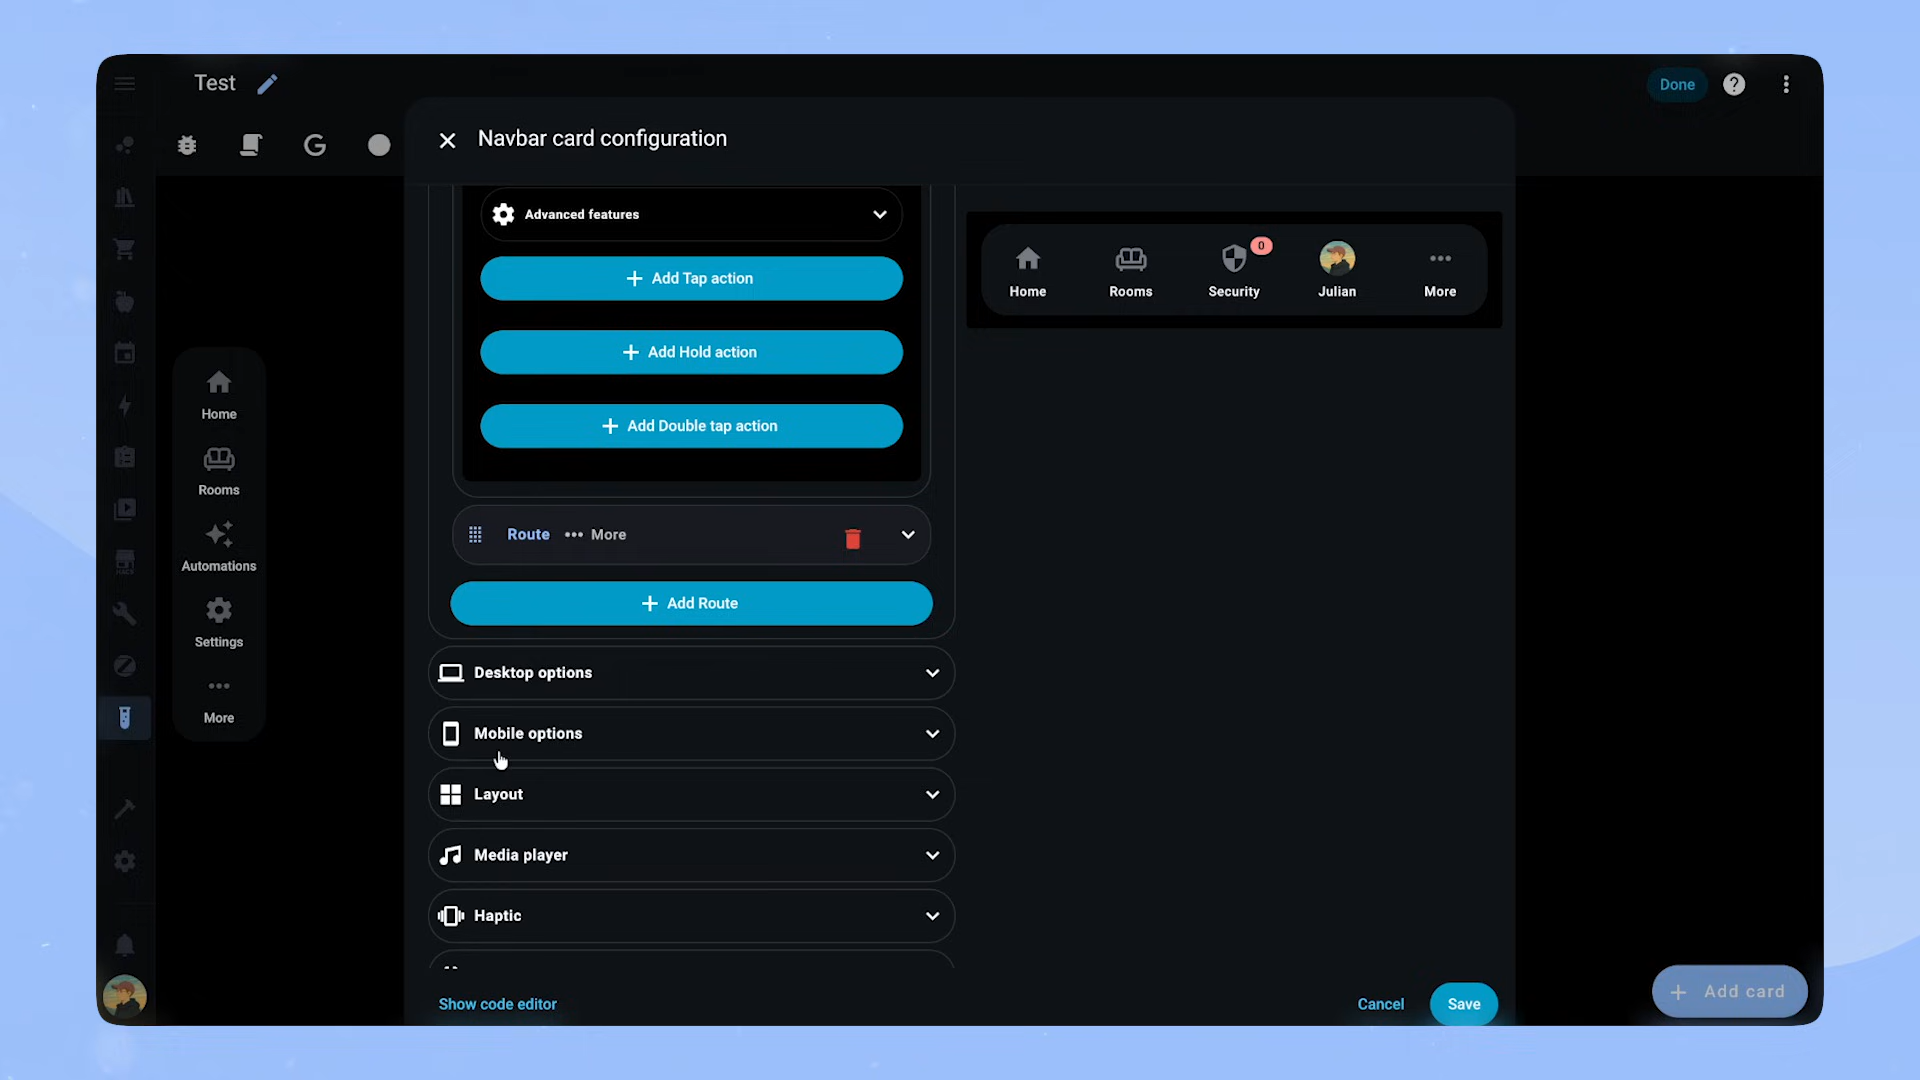 Test
Done
Navbar card configuration
Advanced features
Add Tap action
Add Hold action
Add Double tap action
Route
More
Add Route
Desktop options
Mobile options
Layout
Media player
Haptic
Show code editor
Cancel
Save
0
Home
Rooms
Security
Julian
More
Home
Rooms
Automations
Settings
More
Add card